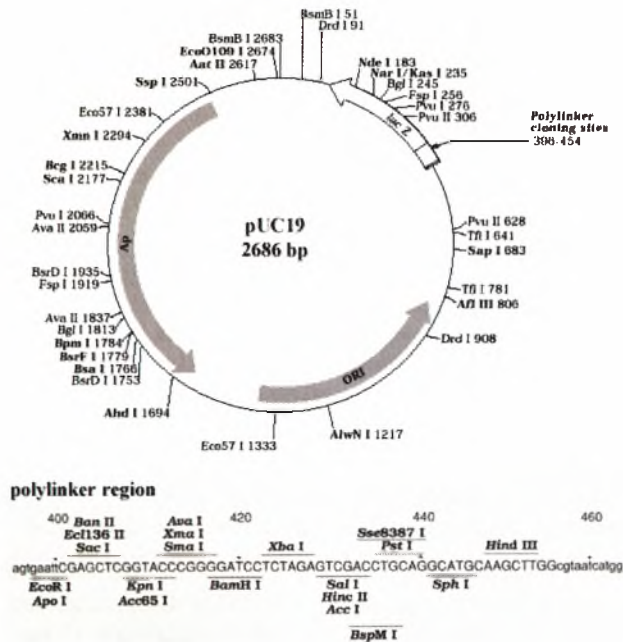 BsmB I 51
Drd I 91
BsmB I 2683
EcoO109 I 2674
Aat II 2617
Ssp I 2501
Eco57 I 2381
Xmn I 2294
Bcg I 2215
Sca I 2177
Pvu I 2066
Ava II 2059
BsrD I 1935
Fsp I 1919
Ava II 1837
Bgl I 1813
Bpm I 1784
BsrF I 1779
Bsa I 1766
BsrD I 1753
Ahd I 1694
Eco57 I 1333
AlwN I 1217
Nde I 183
Nar I/Kas I 235
Bgl I 245
Fsp I 256
Pvu I 276
Pvu II 306
lac Z
Polylinker
cloning sites
396-454
Pvu II 628
Tfi I 641
Sap I 683
Tfi I 781
Afl III 806
Drd I 908
pUC19
2686 bp
Ap
ORI
polylinker region
400 420 440 460
Ban II Ava I Sse8387 I
Ecl136 II Xma I Pst I
Sac I Sma I Xba I Hind III
agtgaattCGAGCTCGGTACCCGGGGATCCTCTAGAGTCGACCTGCAGGCATGCAAGCTTGGcgtaatcatgg
EcoR I Kpn I BamH I Sal I Sph I
Apo I Acc65 I Hinc II
Acc I
BspM I